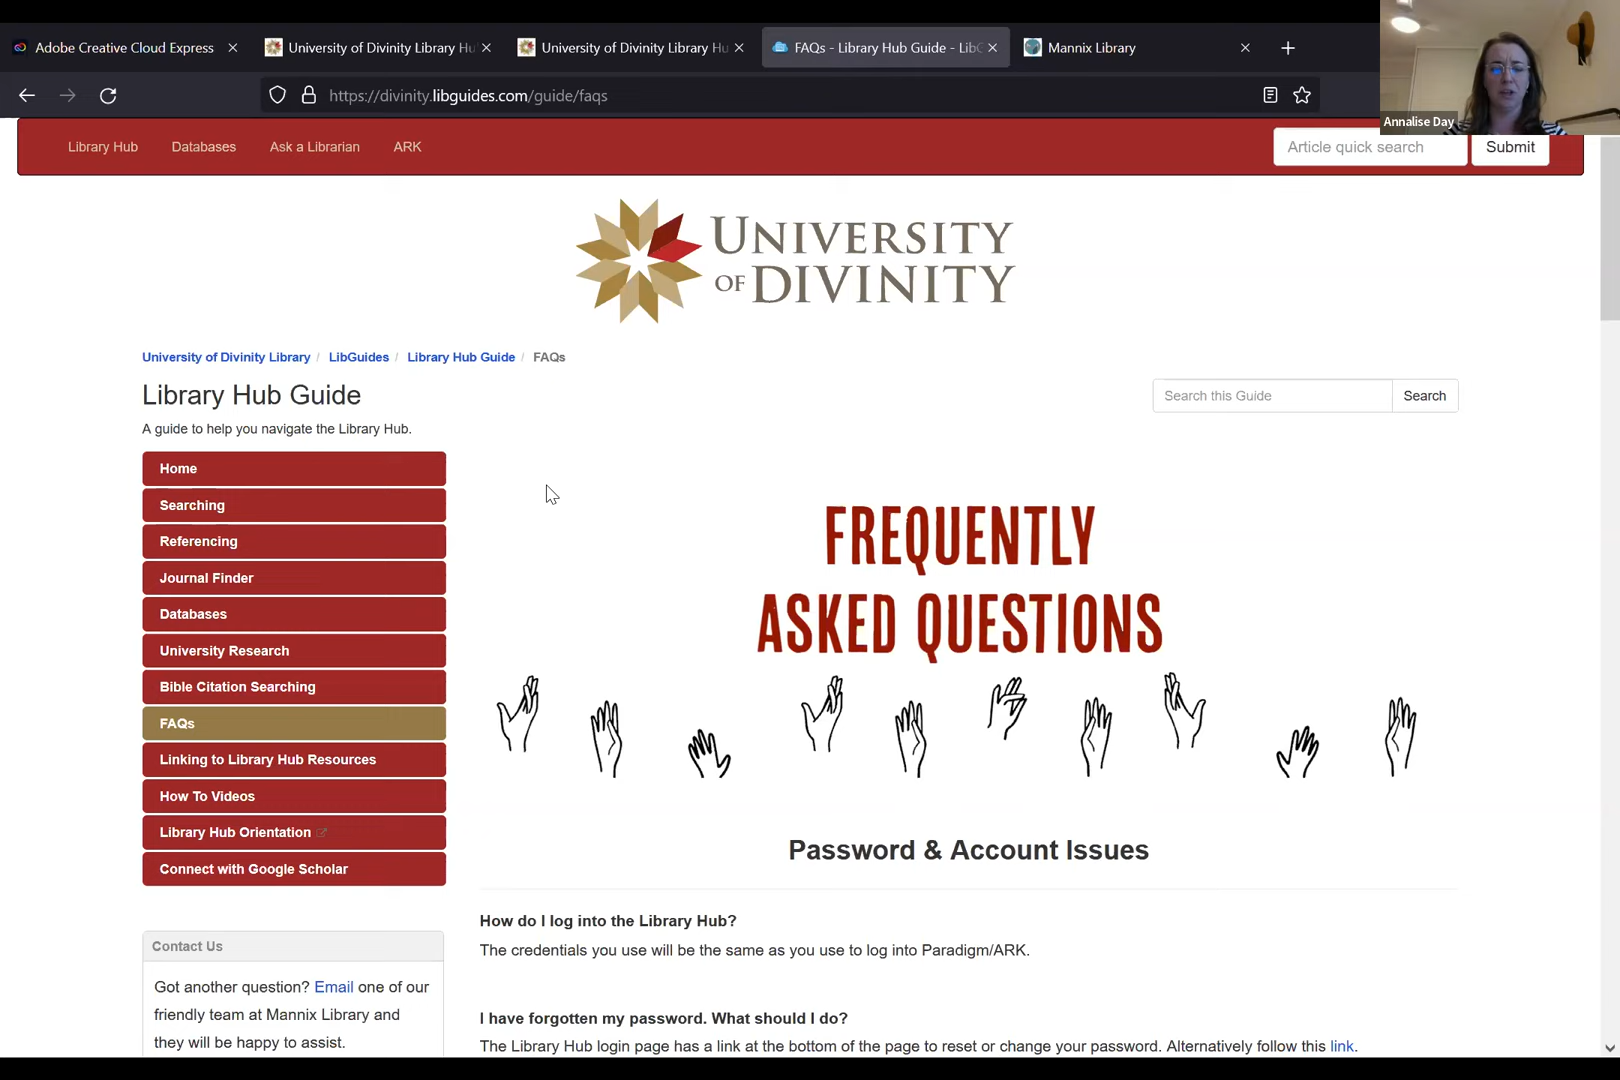 Adobe Creative Cloud Express
University of Divinity Library Hu
University of Divinity Library Hu
FAQs - Library Hub Guide - LibG
Mannix Library
https://divinity.libguides.com/guide/faqs
Annalise Day
Library Hub
Databases
Ask a Librarian
ARK
Article quick search
Submit
UNIVERSITY
OF DIVINITY
University of Divinity Library / LibGuides / Library Hub Guide / FAQs
Library Hub Guide
Search this Guide
Search
A guide to help you navigate the Library Hub.
Home
Searching
Referencing
Journal Finder
Databases
University Research
Bible Citation Searching
FAQs
Linking to Library Hub Resources
How To Videos
Library Hub Orientation
Connect with Google Scholar
Contact Us
Got another question? Email one of our
friendly team at Mannix Library and
they will be happy to assist.
FREQUENTLY
ASKED QUESTIONS
Password & Account Issues
How do I log into the Library Hub?
The credentials you use will be the same as you use to log into Paradigm/ARK.
I have forgotten my password. What should I do?
The Library Hub login page has a link at the bottom of the page to reset or change your password. Alternatively follow this link.